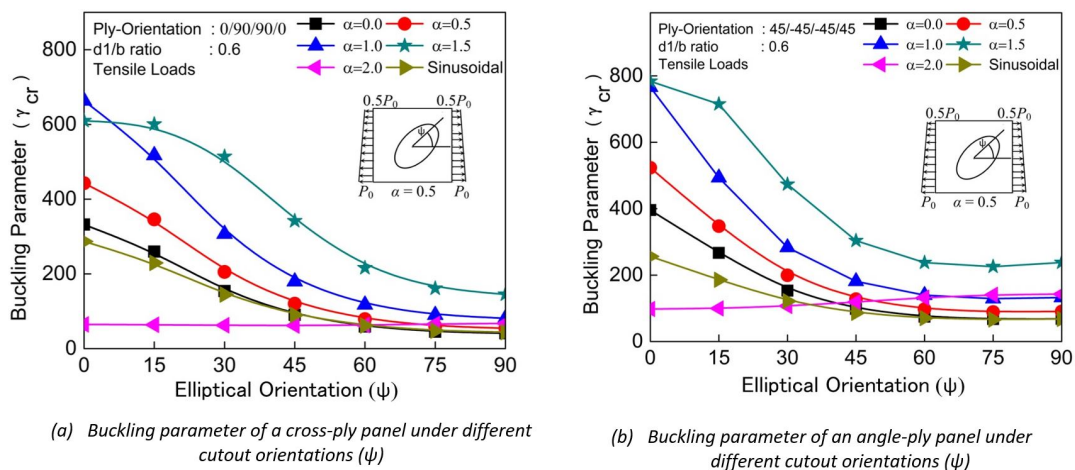 Ply-Orientation : 0/90/90/0
d1/b ratio : 0.6
Tensile Loads
α=0.0 α=0.5
α=1.0 α=1.5
α=2.0 Sinusoidal
0.5P₀ 0.5P₀
ψ
P₀ α = 0.5 P₀
Buckling Parameter (γcr)
800
600
400
200
0
0 15 30 45 60 75 90
Elliptical Orientation (ψ)
(a) Buckling parameter of a cross-ply panel under different
cutout orientations (ψ)
Ply-Orientation : 45/-45/-45/45
d1/b ratio : 0.6
Tensile Loads
α=0.0 α=0.5
α=1.0 α=1.5
α=2.0 Sinusoidal
0.5P₀ 0.5P₀
ψ
P₀ α = 0.5 P₀
Buckling Parameter (γcr)
800
600
400
200
0
0 15 30 45 60 75 90
Elliptical Orientation (ψ)
(b) Buckling parameter of an angle-ply panel under
different cutout orientations (ψ)